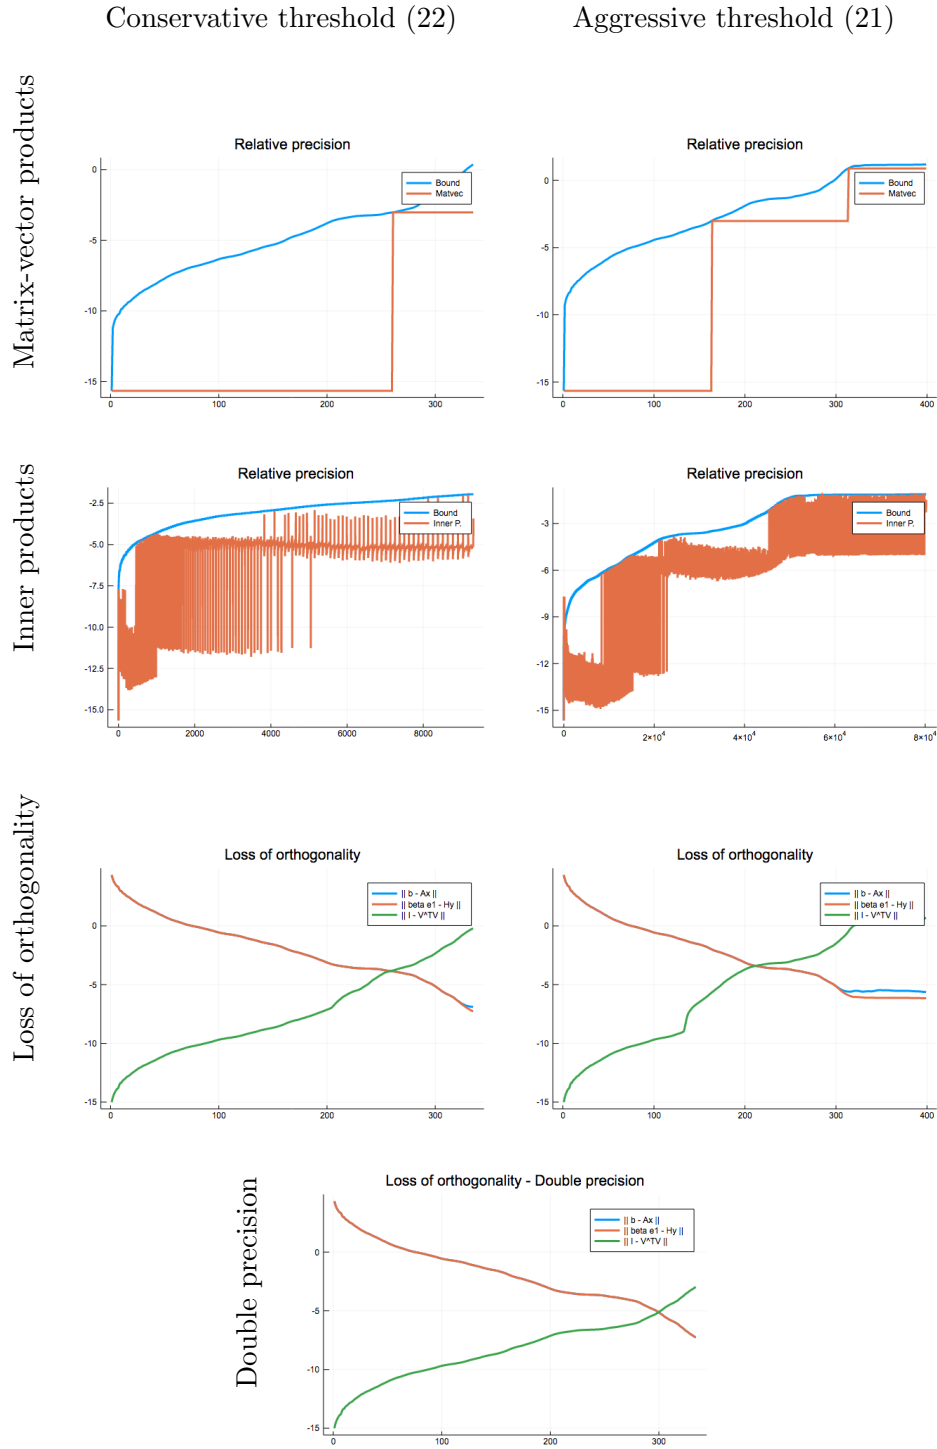 Conservative threshold (22)
Aggressive threshold (21)
Matrix-vector products
Relative precision
Bound
Matvec
0
-5
-10
-15
0
100
200
300
Relative precision
Bound
Matvec
0
-5
-10
-15
0
100
200
300
400
Inner products
Relative precision
Bound
Inner P.
-2.5
-5.0
-7.5
-10.0
-12.5
-15.0
0
2000
4000
6000
8000
Relative precision
Bound
Inner P.
-3
-6
-9
-12
-15
0
2×10⁴
4×10⁴
6×10⁴
8×10⁴
Loss of orthogonality
Loss of orthogonality
|| b - Ax ||
|| beta e1 - Hy ||
|| I - V^TV ||
0
-5
-10
-15
0
100
200
300
Loss of orthogonality
|| b - Ax ||
|| beta e1 - Hy ||
|| I - V^TV ||
0
-5
-10
-15
0
100
200
300
400
Double precision
Loss of orthogonality - Double precision
|| b - Ax ||
|| beta e1 - Hy ||
|| I - V^TV ||
0
-5
-10
-15
0
100
200
300